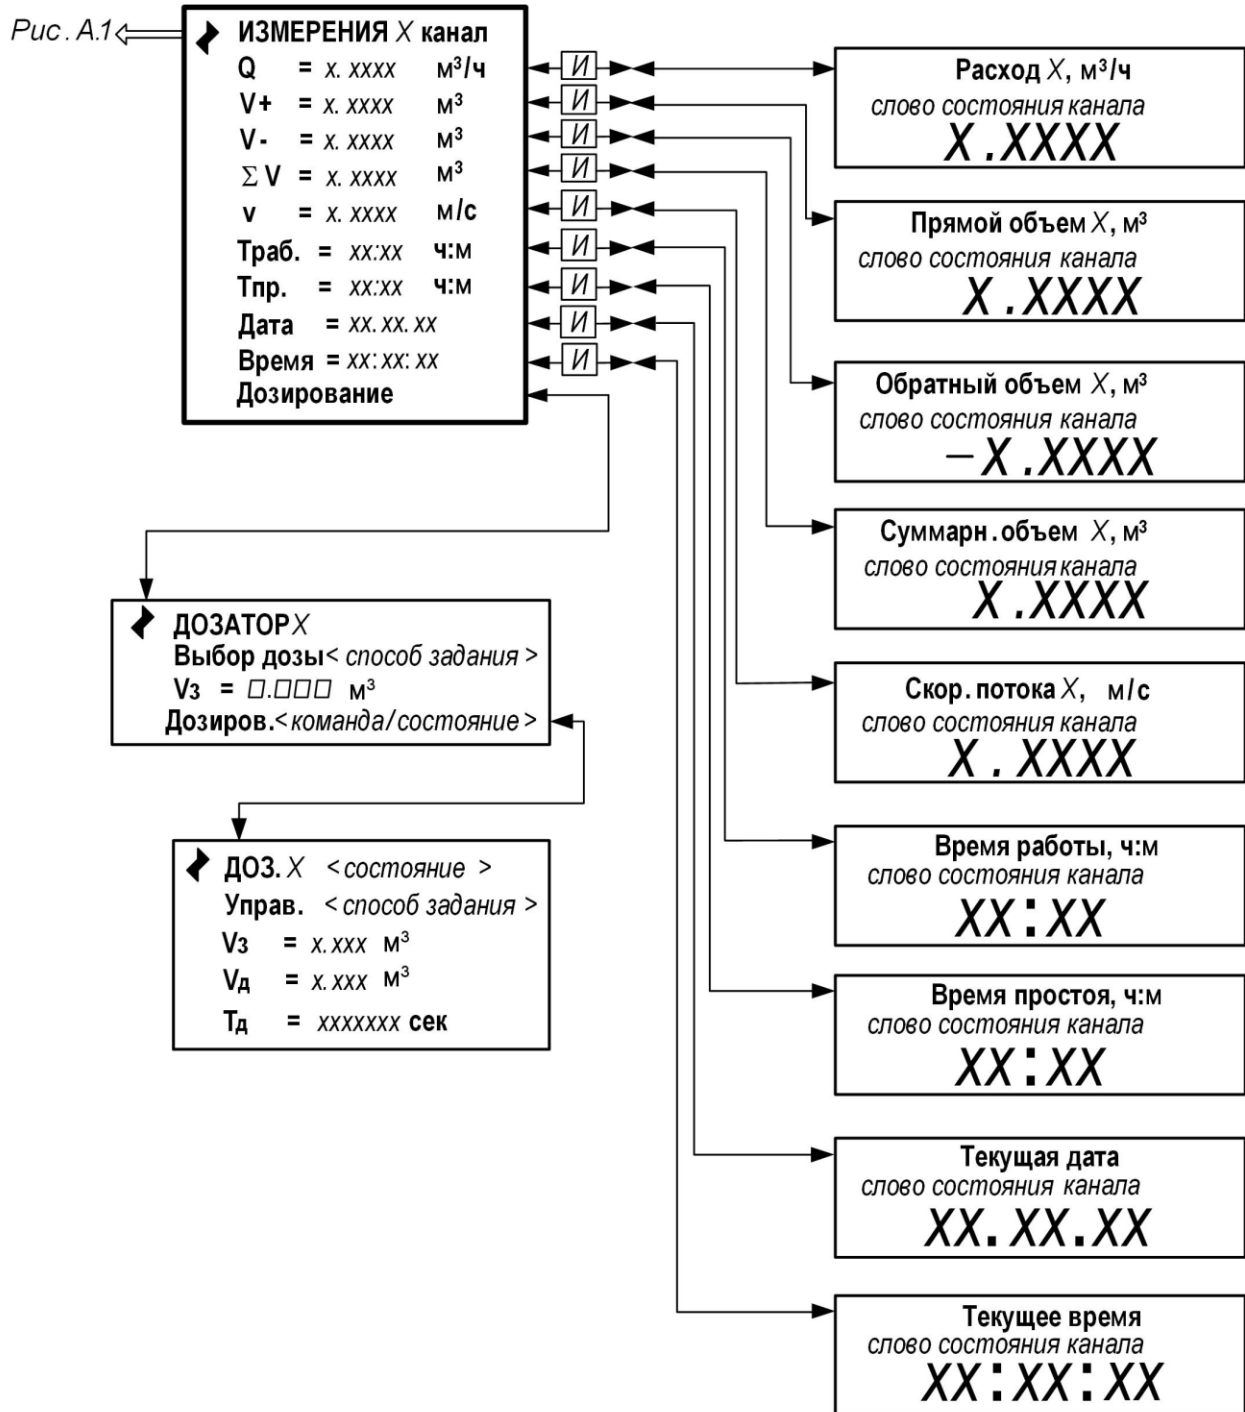 Рис. А.1
ИЗМЕРЕНИЯ X канал
Q = x. xxxx м³/ч
V+ = x. xxxx м³
V- = x. xxxx м³
Σ V = x. xxxx м³
v = x. xxxx м/с
Траб. = xx:xx ч:м
Тпр. = xx:xx ч:м
Дата = xx. xx. xx
Время = xx: xx: xx
Дозирование
И
И
И
И
И
И
И
И
И
Расход X, м³/ч
слово состояния канала
X.XXXX
Прямой объем X, м³
слово состояния канала
X.XXXX
Обратный объем X, м³
слово состояния канала
–X.XXXX
Суммарн.объем X, м³
слово состояния канала
X.XXXX
Скор. потока X, м/с
слово состояния канала
X.XXXX
Время работы, ч:м
слово состояния канала
XX:XX
Время простоя, ч:м
слово состояния канала
XX:XX
Текущая дата
слово состояния канала
XX.XX.XX
Текущее время
слово состояния канала
XX:XX:XX
ДОЗАТОР X
Выбор дозы < способ задания >
Vз = □.□□□ м³
Дозиров.< команда/состояние >
ДОЗ. X < состояние >
Управ. < способ задания >
Vз = x. xxx м³
Vд = x. xxx м³
Тд = xxxxxxx сек